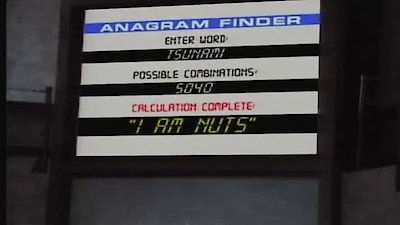 ANAGRAM FINDER
ENTER WORD:
TSUNAMI
POSSIBLE COMBINATIONS:
5040
CALCULATION COMPLETE:
"I AM NUTS"